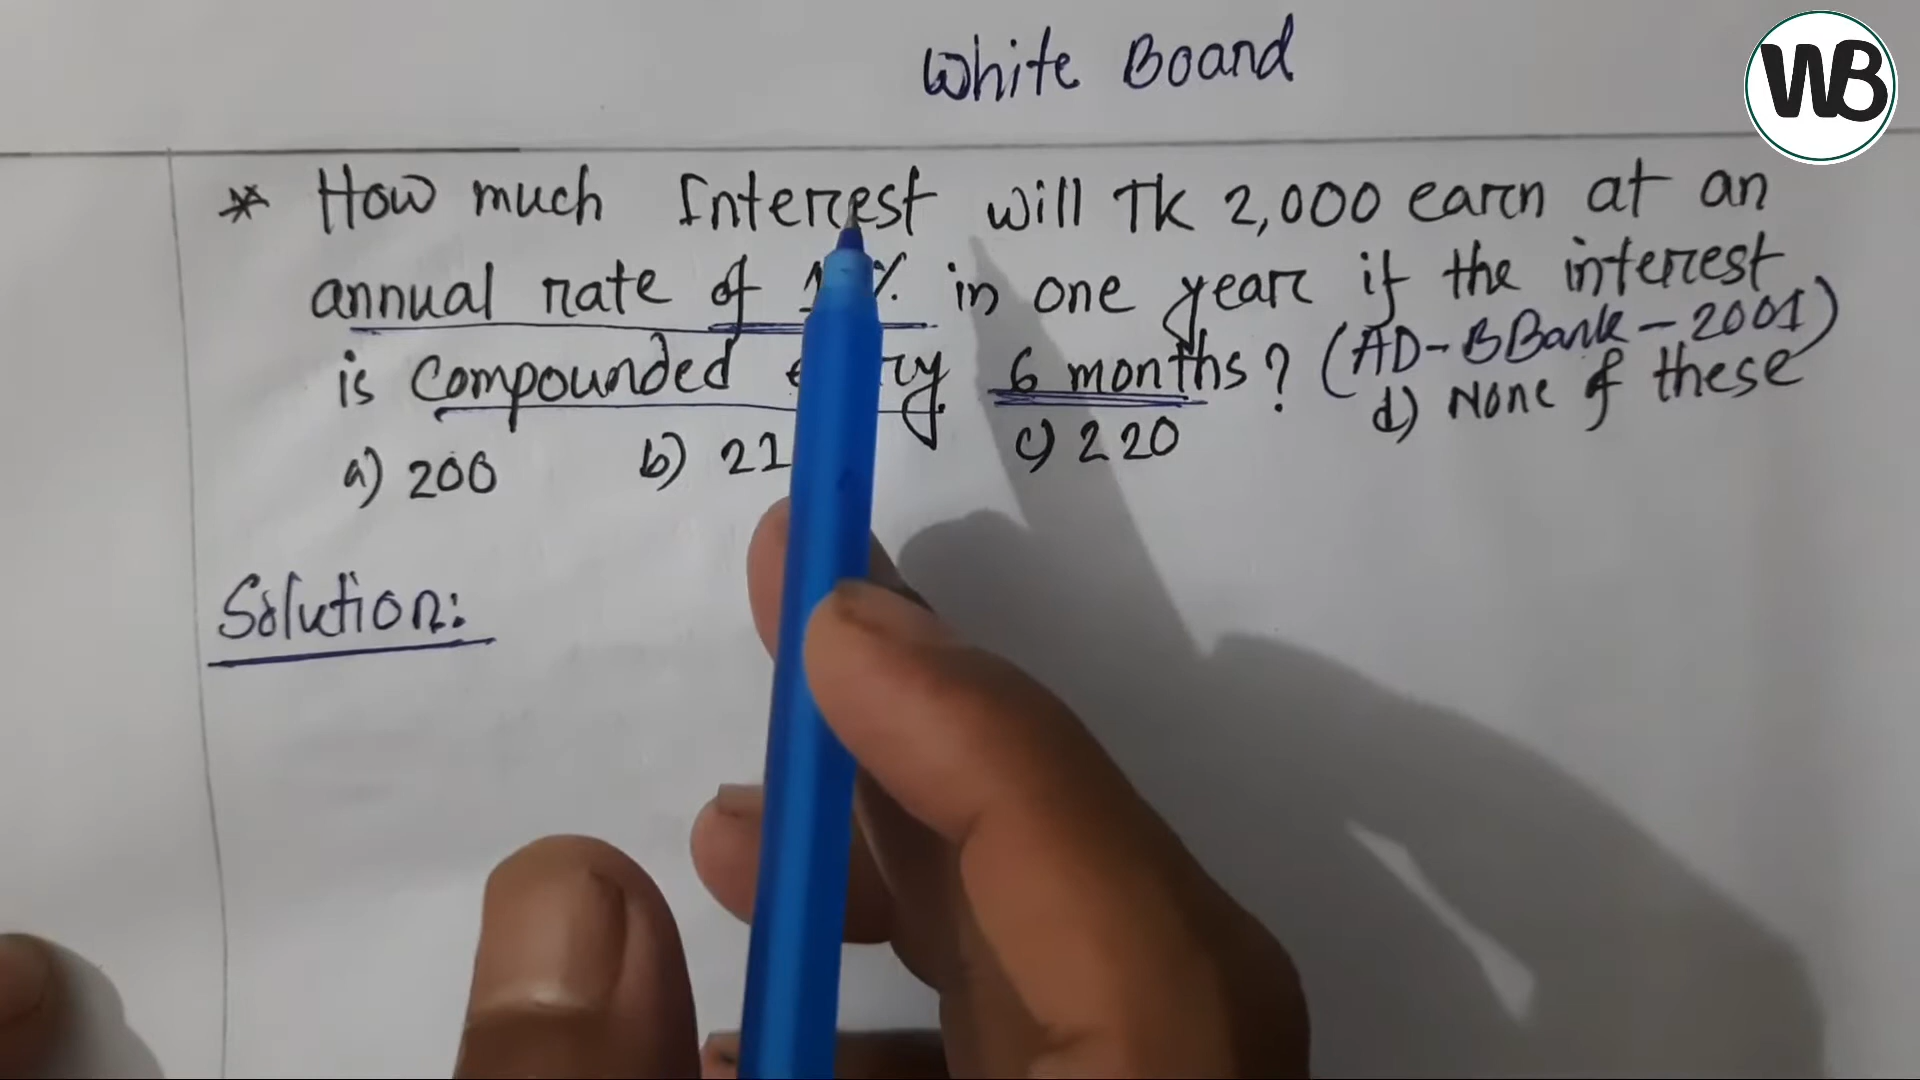 White Board
WB
* How much Interest will Tk 2,000 earn at an
annual rate of % in one year if the interest
is compounded 6 months? (AD-BBank-2001)
a) 200 b) 21 c) 220 d) None of these
Solution: